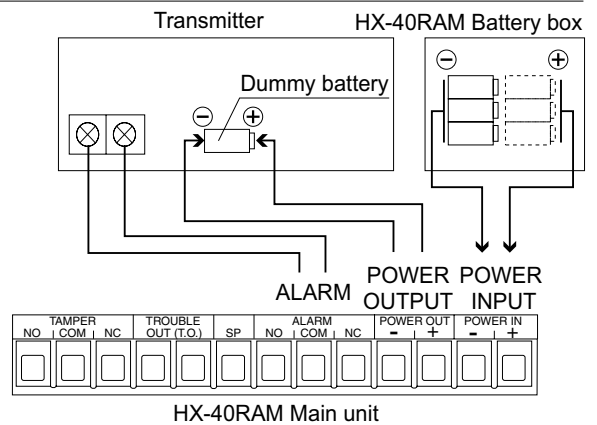 Transmitter
HX-40RAM Battery box
Dummy battery
ALARM
POWER OUTPUT
POWER INPUT
TAMPER
NO COM NC
TROUBLE
OUT (T.O.)
SP
ALARM
NO COM NC
POWER OUT
- +
POWER IN
- +
HX-40RAM Main unit